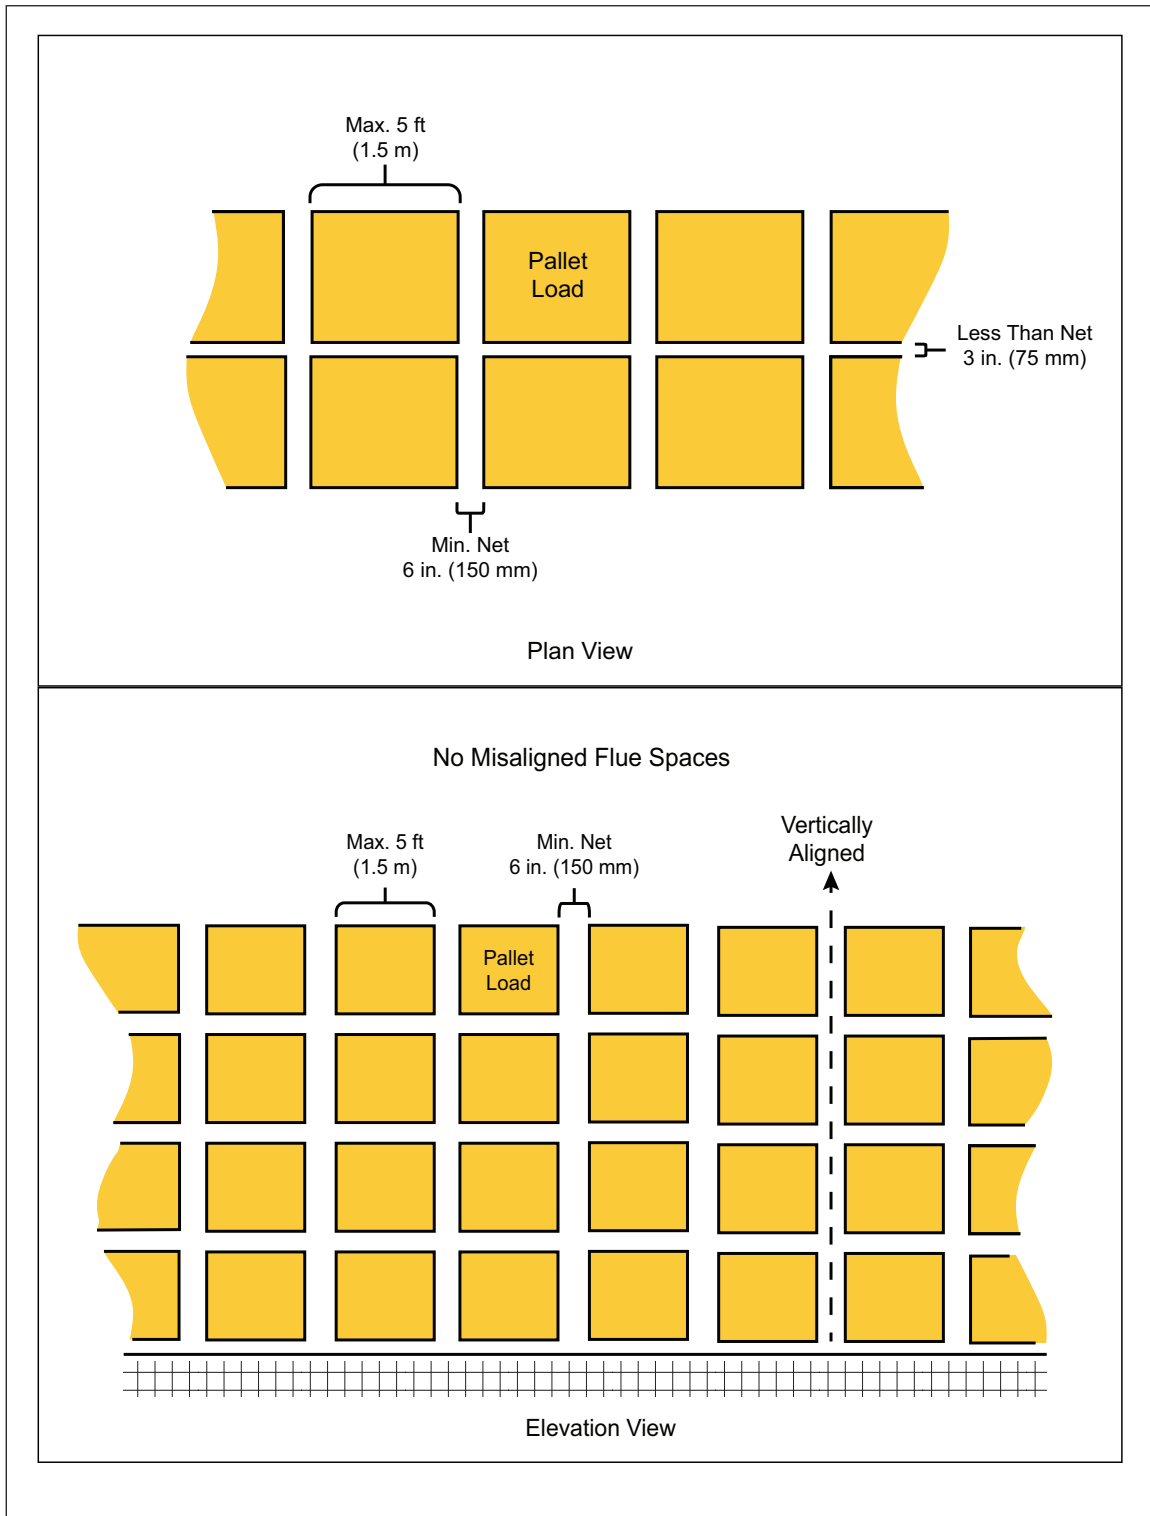 Max. 5 ft
(1.5 m)
Pallet
Load
Less Than Net
3 in. (75 mm)
Min. Net
6 in. (150 mm)
Plan View
No Misaligned Flue Spaces
Vertically
Aligned
Max. 5 ft
(1.5 m)
Min. Net
6 in. (150 mm)
Pallet
Load
Elevation View